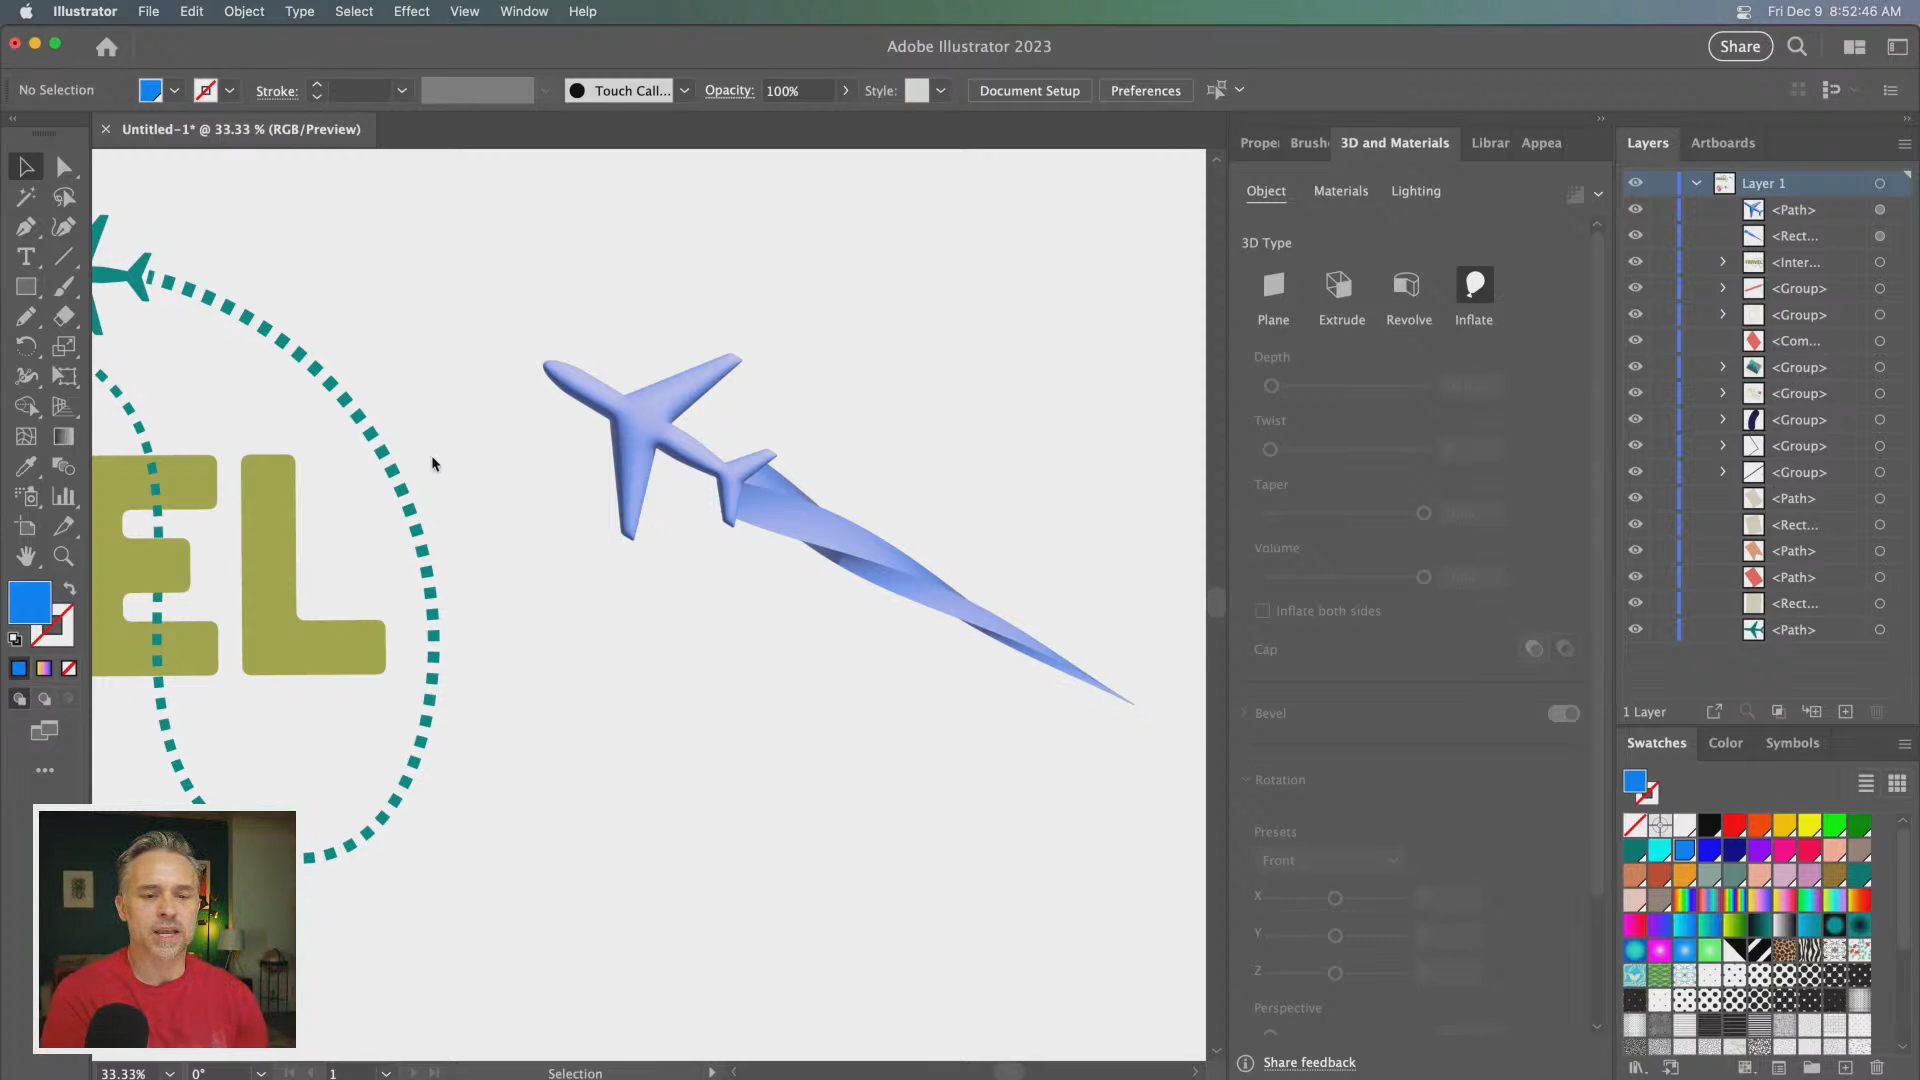 Illustrator File Edit Object Type Select Effect View Window Help
Fri Dec 9 8:52:46 AM
Adobe Illustrator 2023
Share
No Selection
Stroke:
Touch Call...
Opacity: 100%
Style:
Document Setup
Preferences
Untitled-1* @ 33.33 % (RGB/Preview)
EL
Prope Brushe 3D and Materials Librar Appea
Object Materials Lighting
3D Type
Plane Extrude Revolve Inflate
Depth
Twist
Taper
Volume
Inflate both sides
Cap
Bevel
Rotation
Presets
Front
X
Y
Z
Perspective
Share feedback
Layers Artboards
Layer 1
<Path>
<Rect...
<Inter...
<Group>
<Group>
<Com...
<Group>
<Group>
<Group>
<Group>
<Group>
<Path>
<Rect...
<Path>
<Path>
<Rect...
<Path>
1 Layer
Swatches Color Symbols
33.33% 0° 1 Selection